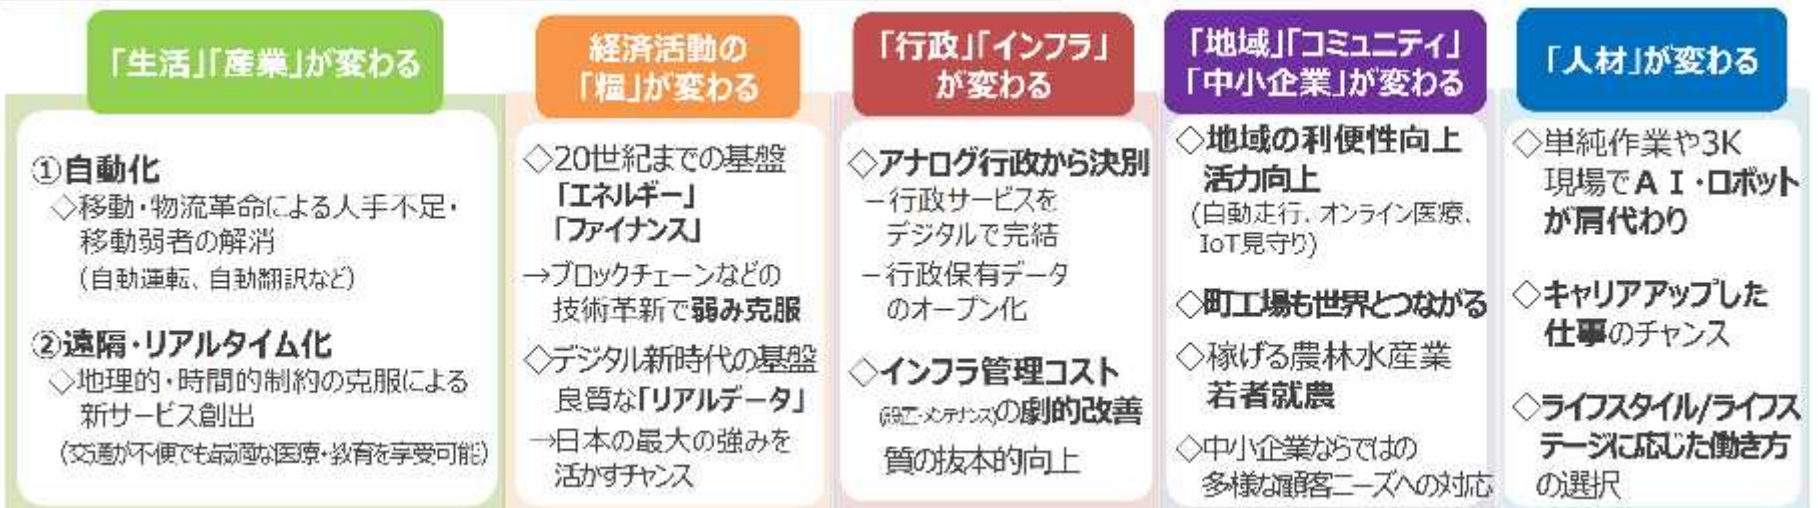 「生活」「産業」が変わる
①自動化
◇移動・物流革命による人手不足・
移動弱者の解消
（自動運転、自動翻訳など）
②遠隔・リアルタイム化
◇地理的・時間的制約の克服による
新サービス創出
（交通が不便でも最適な医療・教育を享受可能）
経済活動の
「糧」が変わる
◇20世紀までの基盤
「エネルギー」
「ファイナンス」
→ブロックチェーンなどの
技術革新で弱み克服
◇デジタル新時代の基盤
良質な「リアルデータ」
→日本の最大の強みを
活かすチャンス
「行政」「インフラ」
が変わる
◇アナログ行政から決別
－行政サービスを
デジタルで完結
－行政保有データ
のオープン化
◇インフラ管理コスト
(施工・メンテナンス)の劇的改善
質の抜本的向上
「地域」「コミュニティ」
「中小企業」が変わる
◇地域の利便性向上
活力向上
（自動走行、オンライン医療、
IoT見守り）
◇町工場も世界とつながる
◇稼げる農林水産業
若者就農
◇中小企業ならではの
多様な顧客ニーズへの対応
「人材」が変わる
◇単純作業や3K
現場でＡＩ・ロボット
が肩代わり
◇キャリアアップした
仕事のチャンス
◇ライフスタイル/ライフス
テージに応じた働き方
の選択